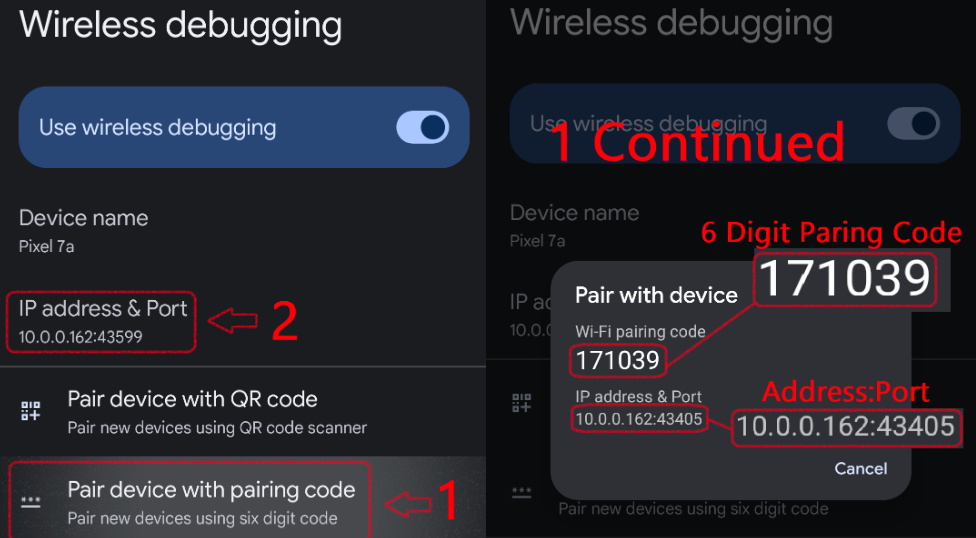 Wireless debugging
Use wireless debugging
Device name
Pixel 7a
IP address & Port
10.0.0.162:43599
2
Pair device with QR code
Pair new devices using QR code scanner
Pair device with pairing code
Pair new devices using six digit code
1
Wireless debugging
Use wireless debugging
1 Continued
Device name
Pixel 7a
6 Digit Paring Code
171039
IP ad
10.0.0
Pair with device
Wi-Fi pairing code
171039
IP address & Port
10.0.0.162:43405
Address:Port
10.0.0.162:43405
Cancel
Pair new devices using six digit code